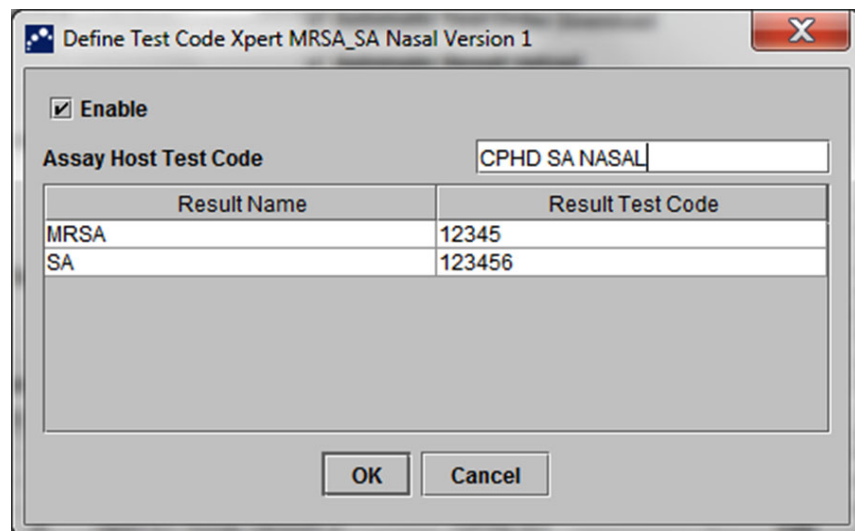 Define Test Code Xpert MRSA_SA Nasal Version 1
Enable
Assay Host Test Code CPHD SA NASAL
Result Name Result Test Code
MRSA 12345
SA 123456
OK Cancel